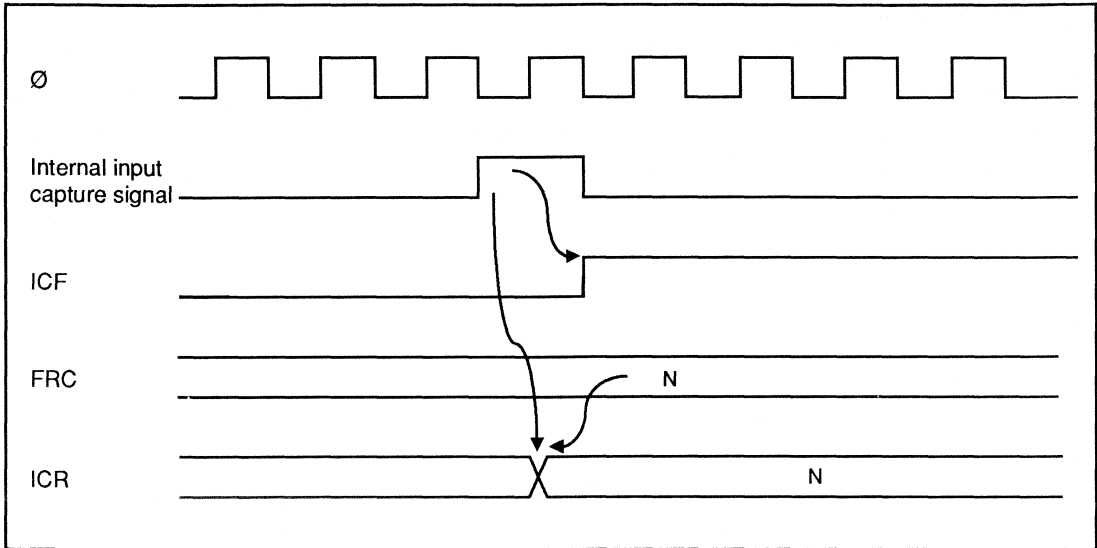 Ø
Internal input
capture signal
ICF
FRC
N
ICR
N